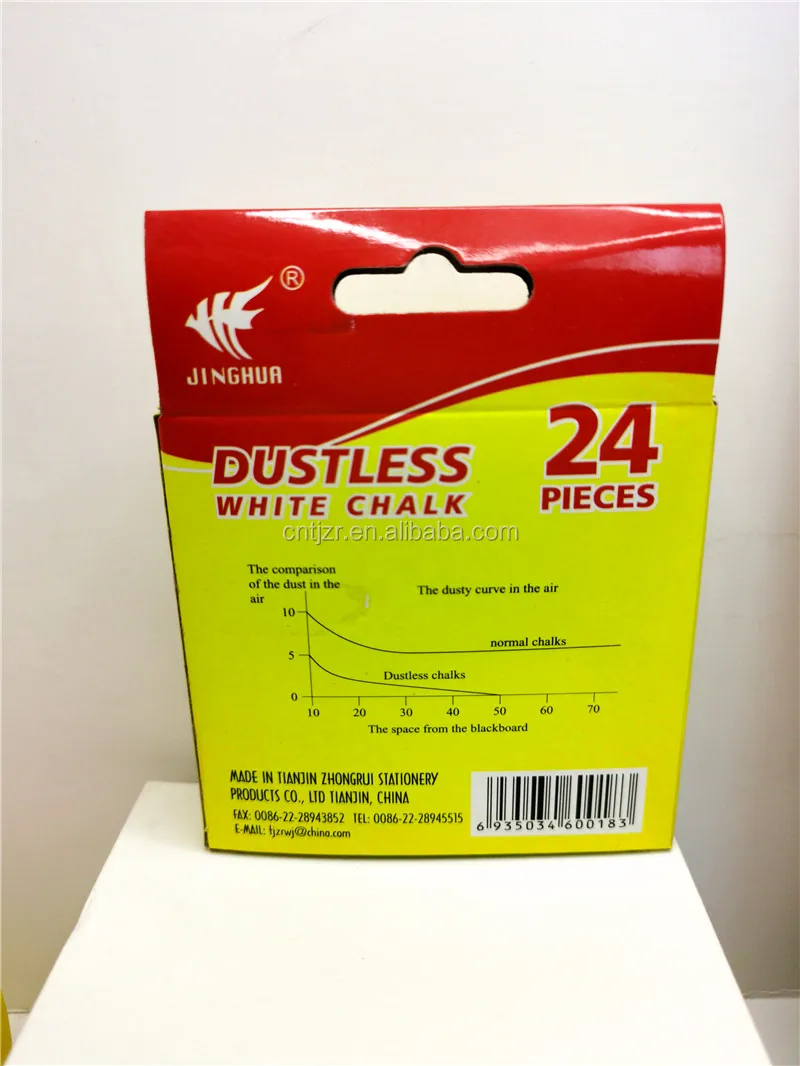 ®
JINGHUA
DUSTLESS
WHITE CHALK
24
PIECES
cntjzr.en.alibaba.com
The comparison
of the dust in the
air
The dusty curve in the air
10
normal chalks
5
Dustless chalks
0
10 20 30 40 50 60 70
The space from the blackboard
MADE IN TIANJIN ZHONGRUI STATIONERY
PRODUCTS CO., LTD TIANJIN, CHINA
FAX: 0086-22-28943852 TEL: 0086-22-28945515
E-MAIL: tjzrwj@china.com
6 935034 600183